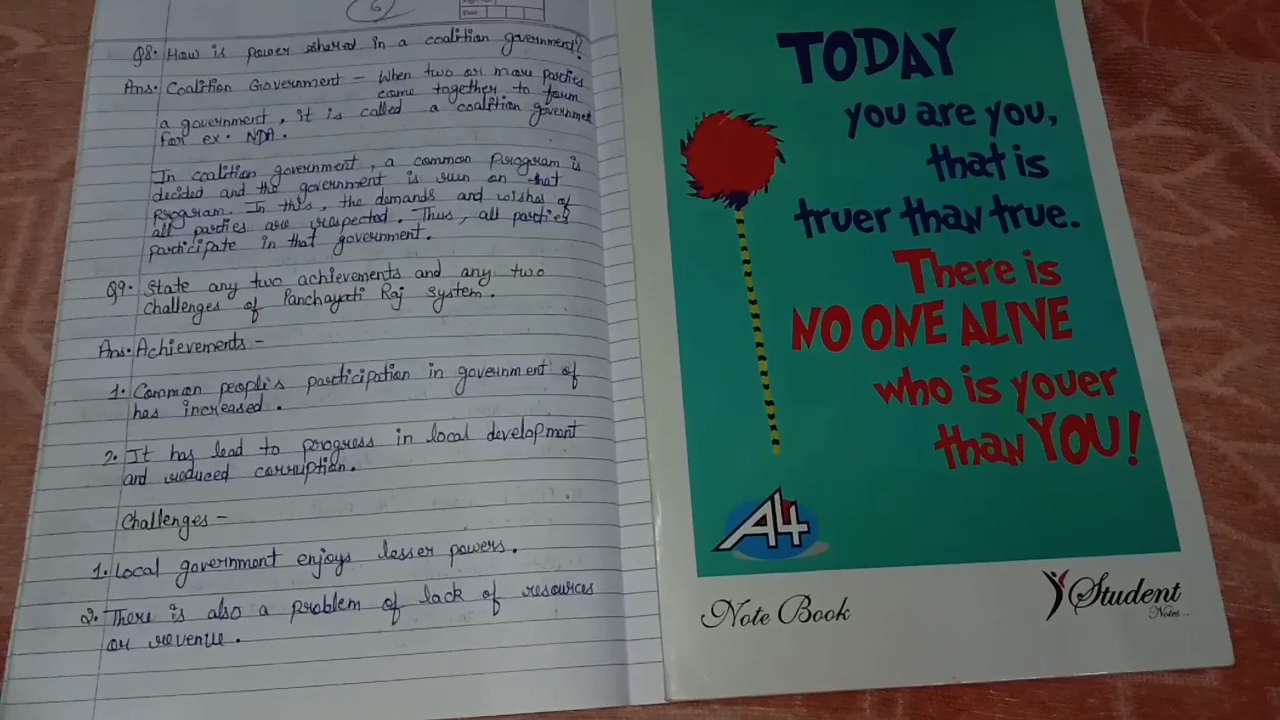 6
Date
Q8. How is power shared in a coalition government?
Ans. Coalition Government - When two or more parties
come together to form
a government, it is called a coalition government
for ex. NDA.
In coalition government, a common program is
decided and the government is run on that
program. In this, the demands and wishes of
all parties are respected. Thus, all parties
participate in that government.
Q9. State any two achievements and any two
challenges of Panchayati Raj system.
Ans. Achievements -
1. Common people's participation in government of
has increased.
2. It has lead to progress in local development
and reduced corruption.
Challenges -
1. Local government enjoys lesser powers.
2. There is also a problem of lack of resources
or revenue.
TODAY
you are you,
that is
truer than true.
There is
NO ONE ALIVE
who is youer
than YOU!
A4
Note Book
Student
Notes...